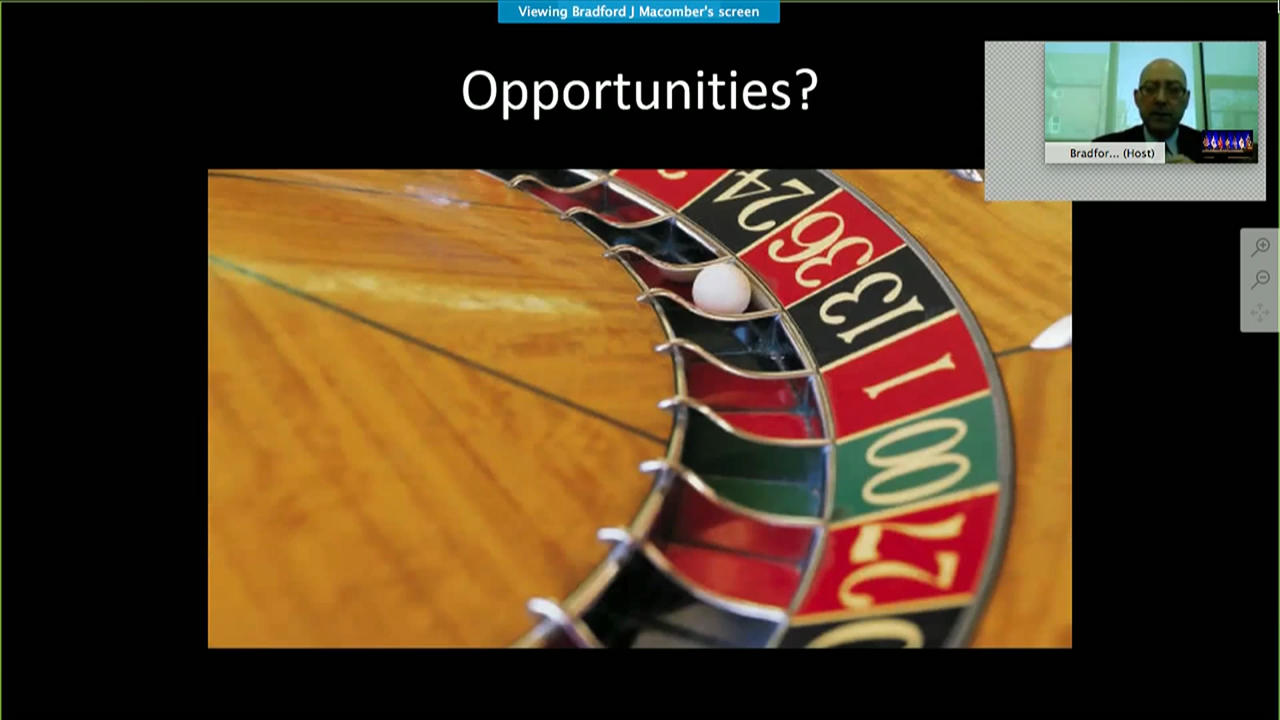 Viewing Bradford J Macomber's screen
Opportunities?
Bradfor... (Host)
24
36
13
1
00
27